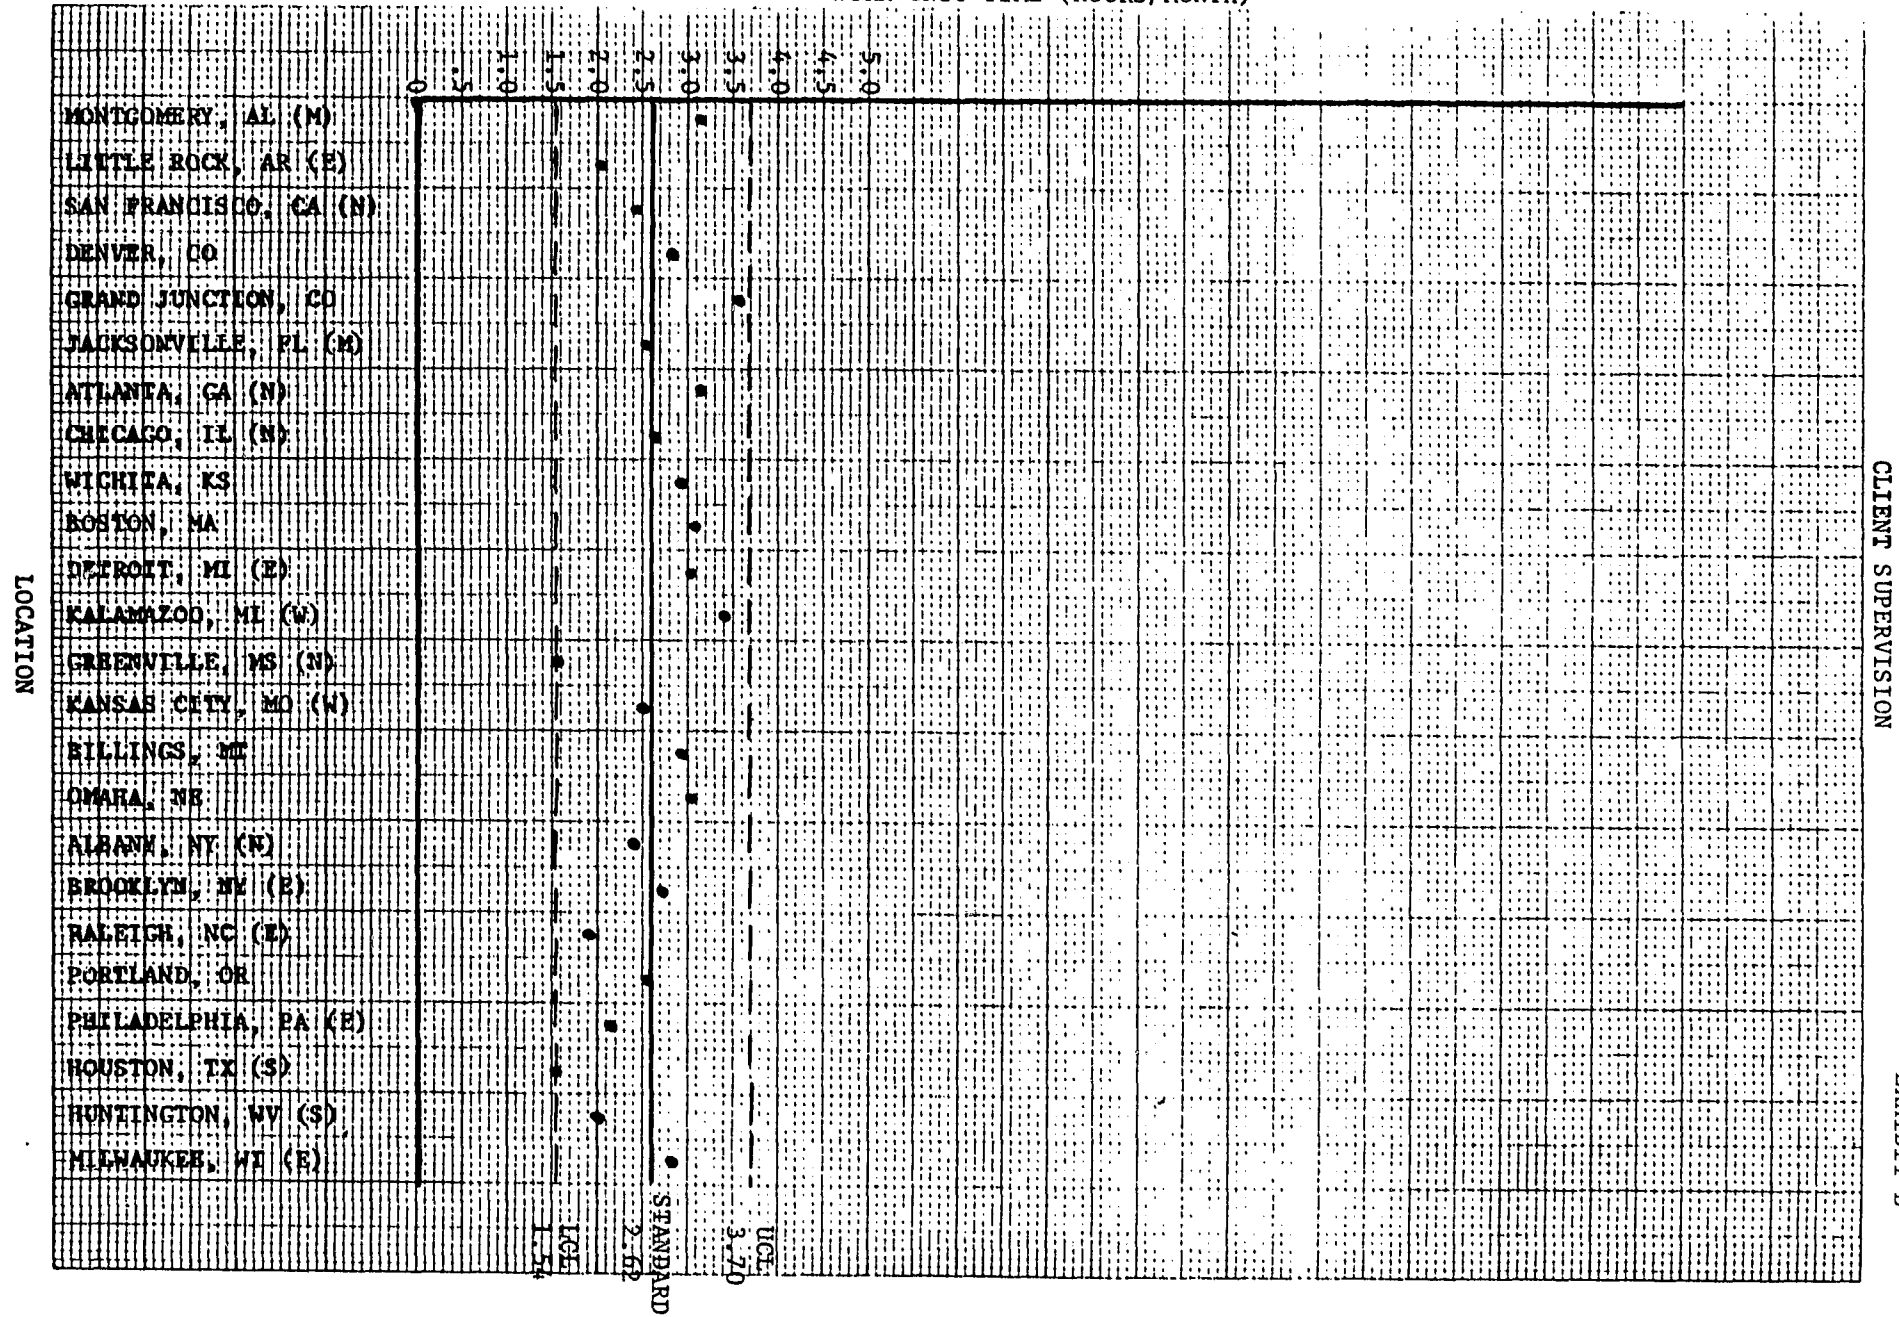 TIME (HOURS/MONTH)
CLIENT SUPERVISION
0
.5
1.0
1.5
2.0
2.5
3.0
3.5
4.0
4.5
5.0
MONTGOMERY, AL (M)
LITTLE ROCK, AR (E)
SAN FRANCISCO, CA (N)
DENVER, CO
GRAND JUNCTION, CO
JACKSONVILLE, FL (M)
ATLANTA, GA (N)
CHICAGO, IL (N)
WICHITA, KS
BOSTON, MA
DETROIT, MI (E)
KALAMAZOO, MI (W)
GREENVILLE, MS (N)
KANSAS CITY, MO (W)
BILLINGS, MT
OMAHA, NE
ALBANY, NY (N)
BROOKLYN, NY (E)
RALEIGH, NC (E)
PORTLAND, OR
PHILADELPHIA, PA (E)
HOUSTON, TX (S)
HUNTINGTON, WV (S)
MILWAUKEE, WI (E)
LOCATION
LCL
1.54
STANDARD
2.62
UCL
3.70